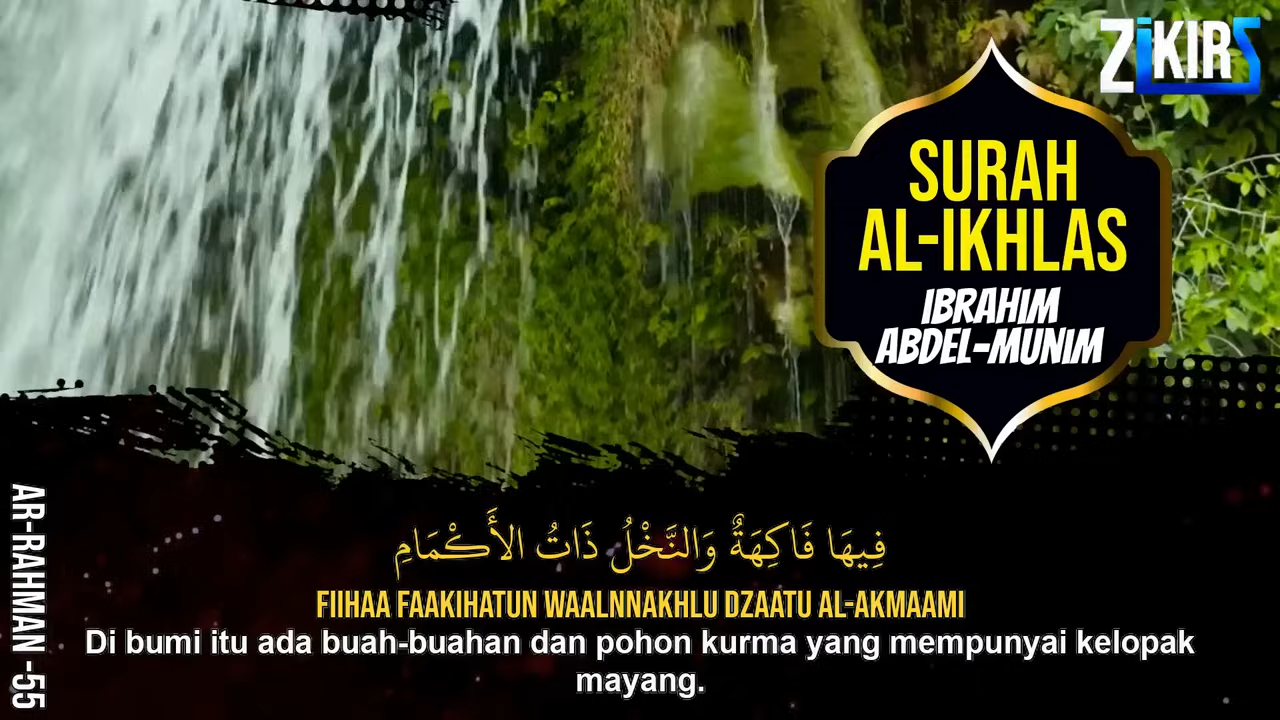 ZiKIRS
SURAH
AL-IKHLAS
IBRAHIM
ABDEL-MUNIM
AR-RAHMAN -55
فِيهَا فَاكِهَةٌ وَالنَّخْلُ ذَاتُ الأَكْمَامِ
FIIHAA FAAKIHATUN WAALNNAKHLU DZAATU AL-AKMAAMI
Di bumi itu ada buah-buahan dan pohon kurma yang mempunyai kelopak
mayang.